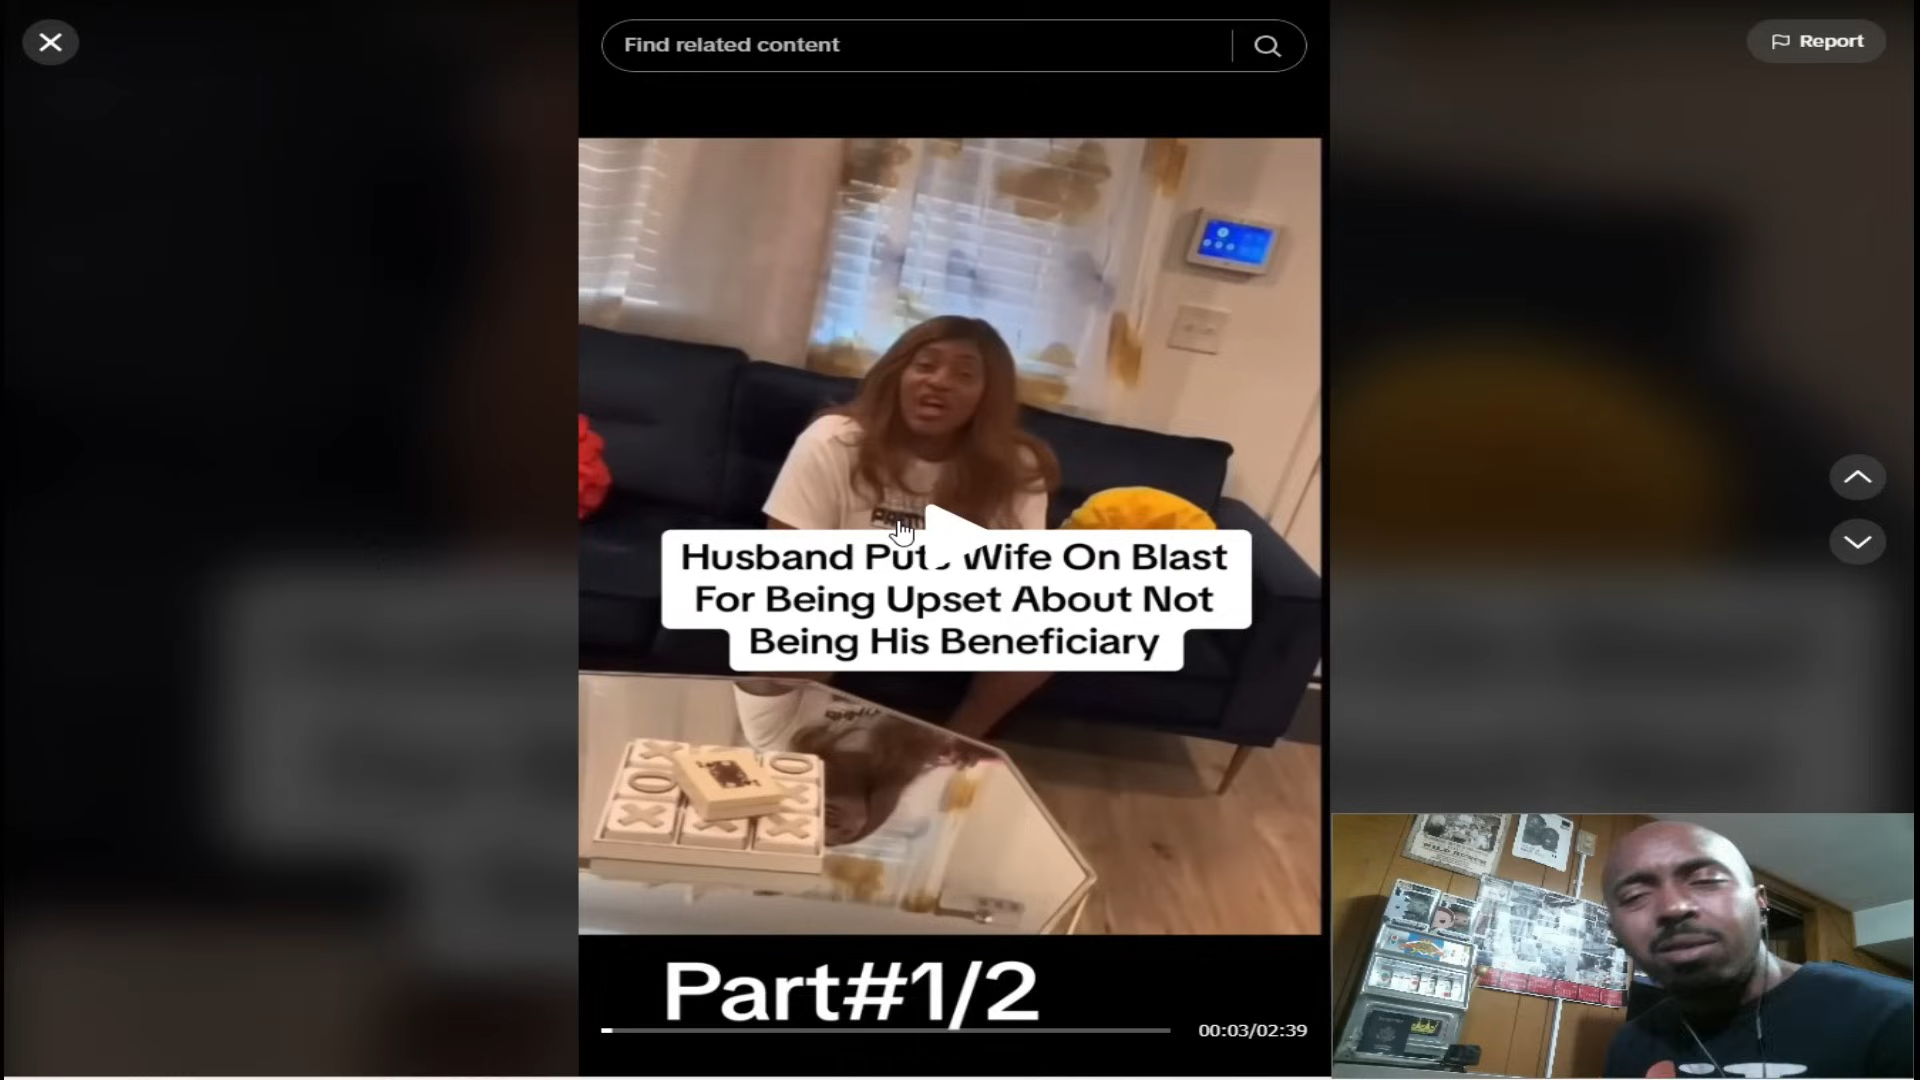 Find related content
Report
Husband Puts Wife On Blast
For Being Upset About Not
Being His Beneficiary
Part#1/2
00:03/02:39